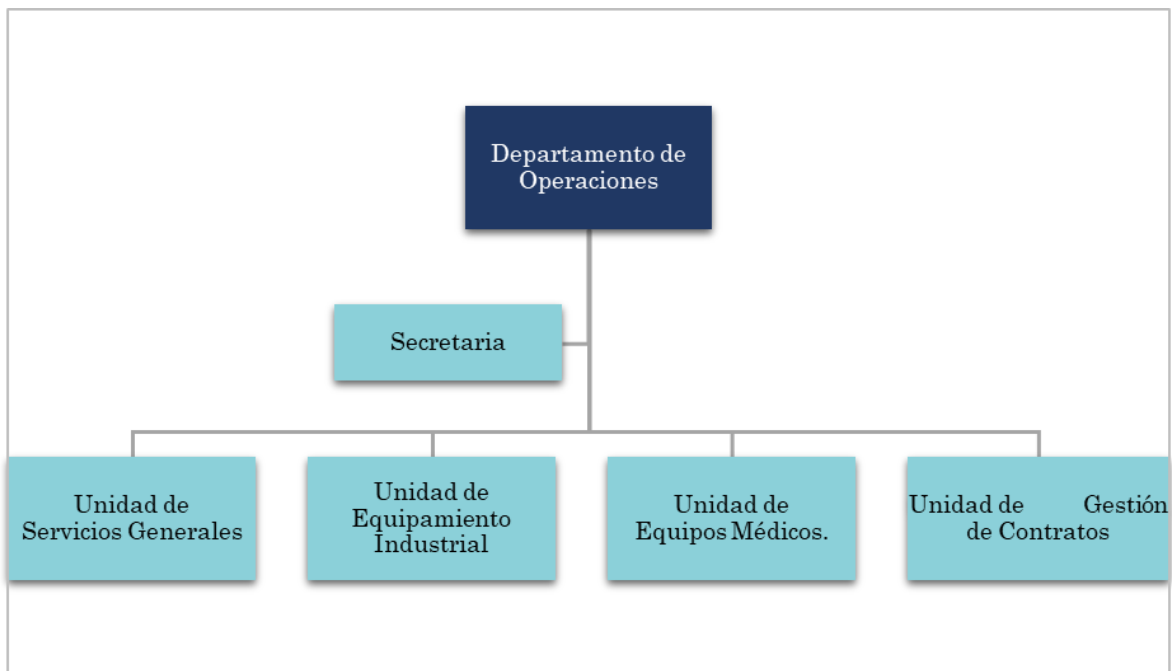 Departamento de
Operaciones
Secretaria
Unidad de
Servicios Generales
Unidad de
Equipamiento
Industrial
Unidad de
Equipos Médicos.
Unidad de Gestión
de Contratos